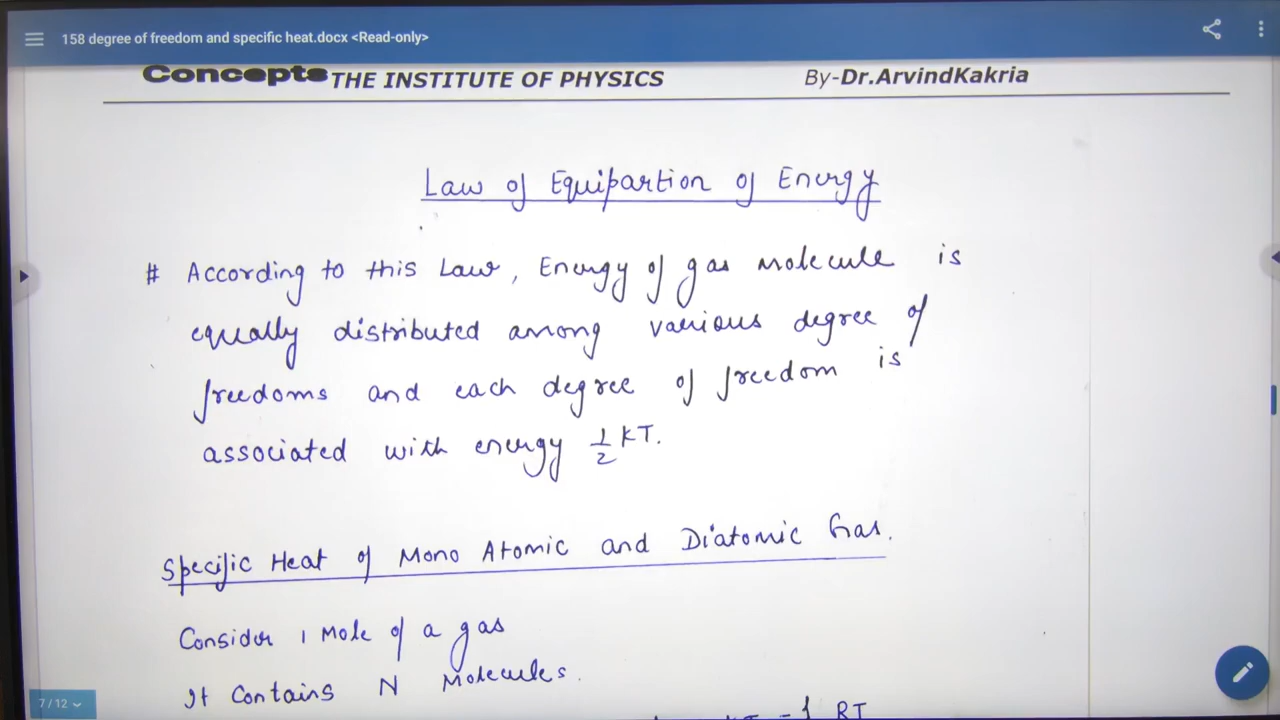 158 degree of freedom and specific heat.docx <Read-only>
Concepts THE INSTITUTE OF PHYSICS By-Dr.ArvindKakria
Law of Equipartion of Energy
# According to this Law, Energy of gas molecule is
equally distributed among various degree of
freedoms and each degree of freedom is
associated with energy 1/2 KT.
Specific Heat of Mono Atomic and Diatomic Gas.
Consider 1 Mole of a gas
It Contains N Molecules.
7/12
RT